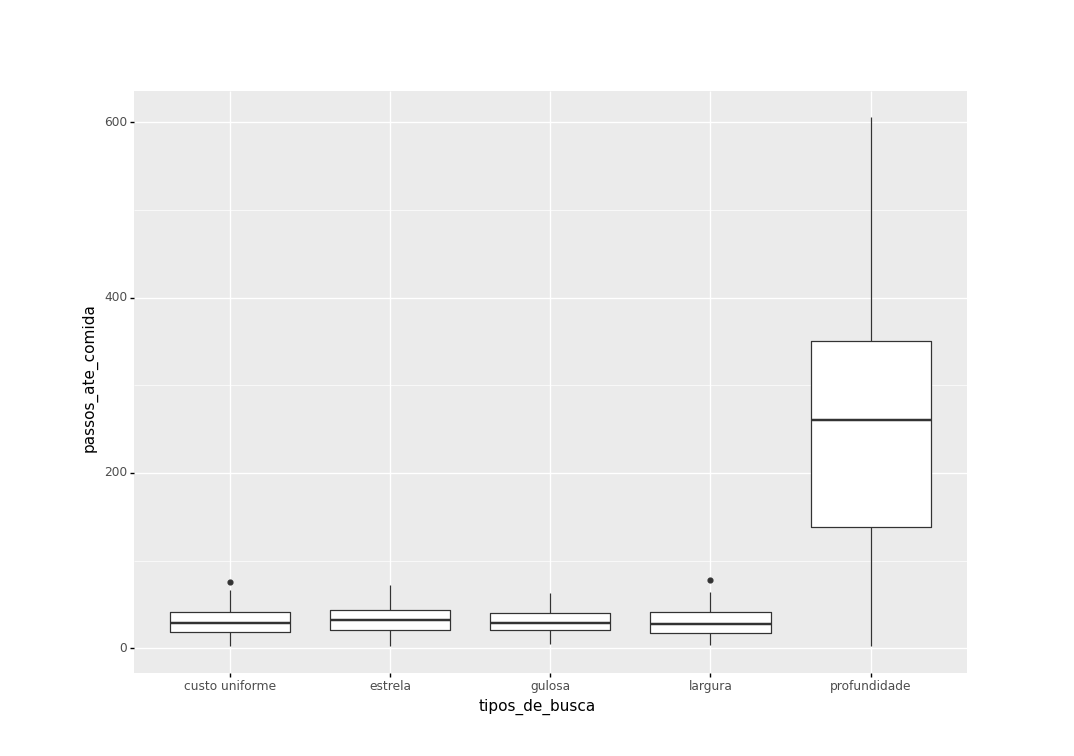 600
400
200
0
passos_ate_comida
custo uniforme estrela gulosa largura profundidade
tipos_de_busca